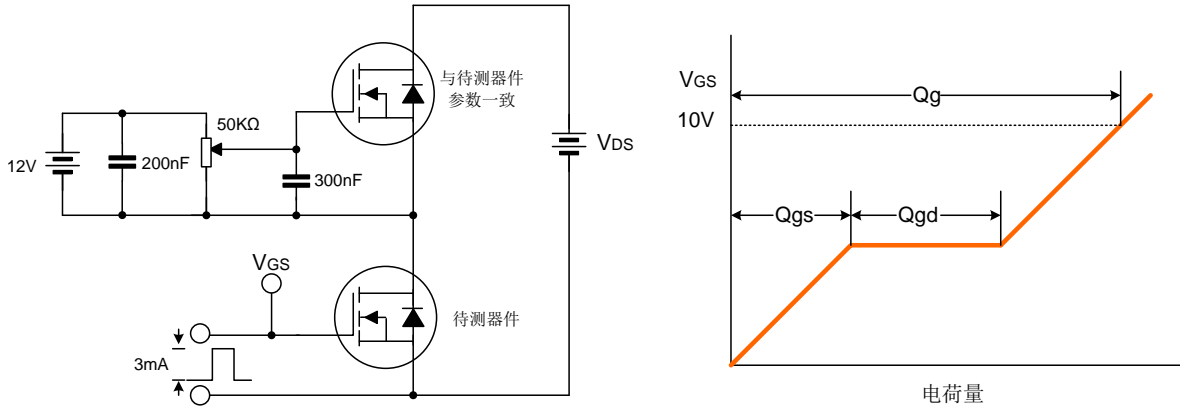 与待测器件
参数一致
50KΩ
12V
200nF
300nF
VDS
VGS
待测器件
3mA
VGS
10V
Qg
Qgs
Qgd
电荷量